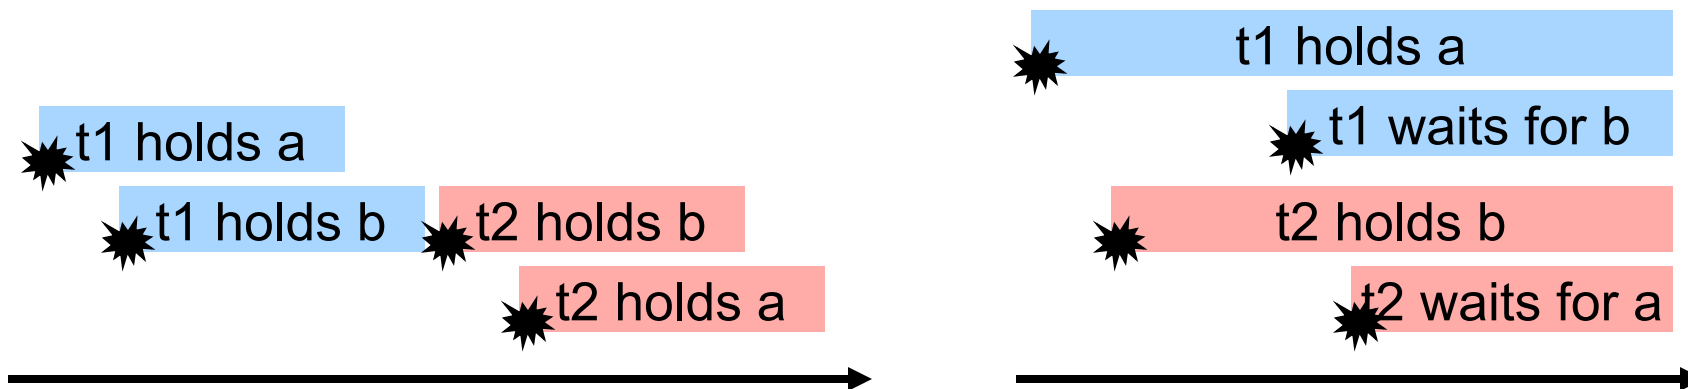 t1 holds a
t1 holds b
t2 holds b
t2 holds a
t1 holds a
t1 waits for b
t2 holds b
t2 waits for a